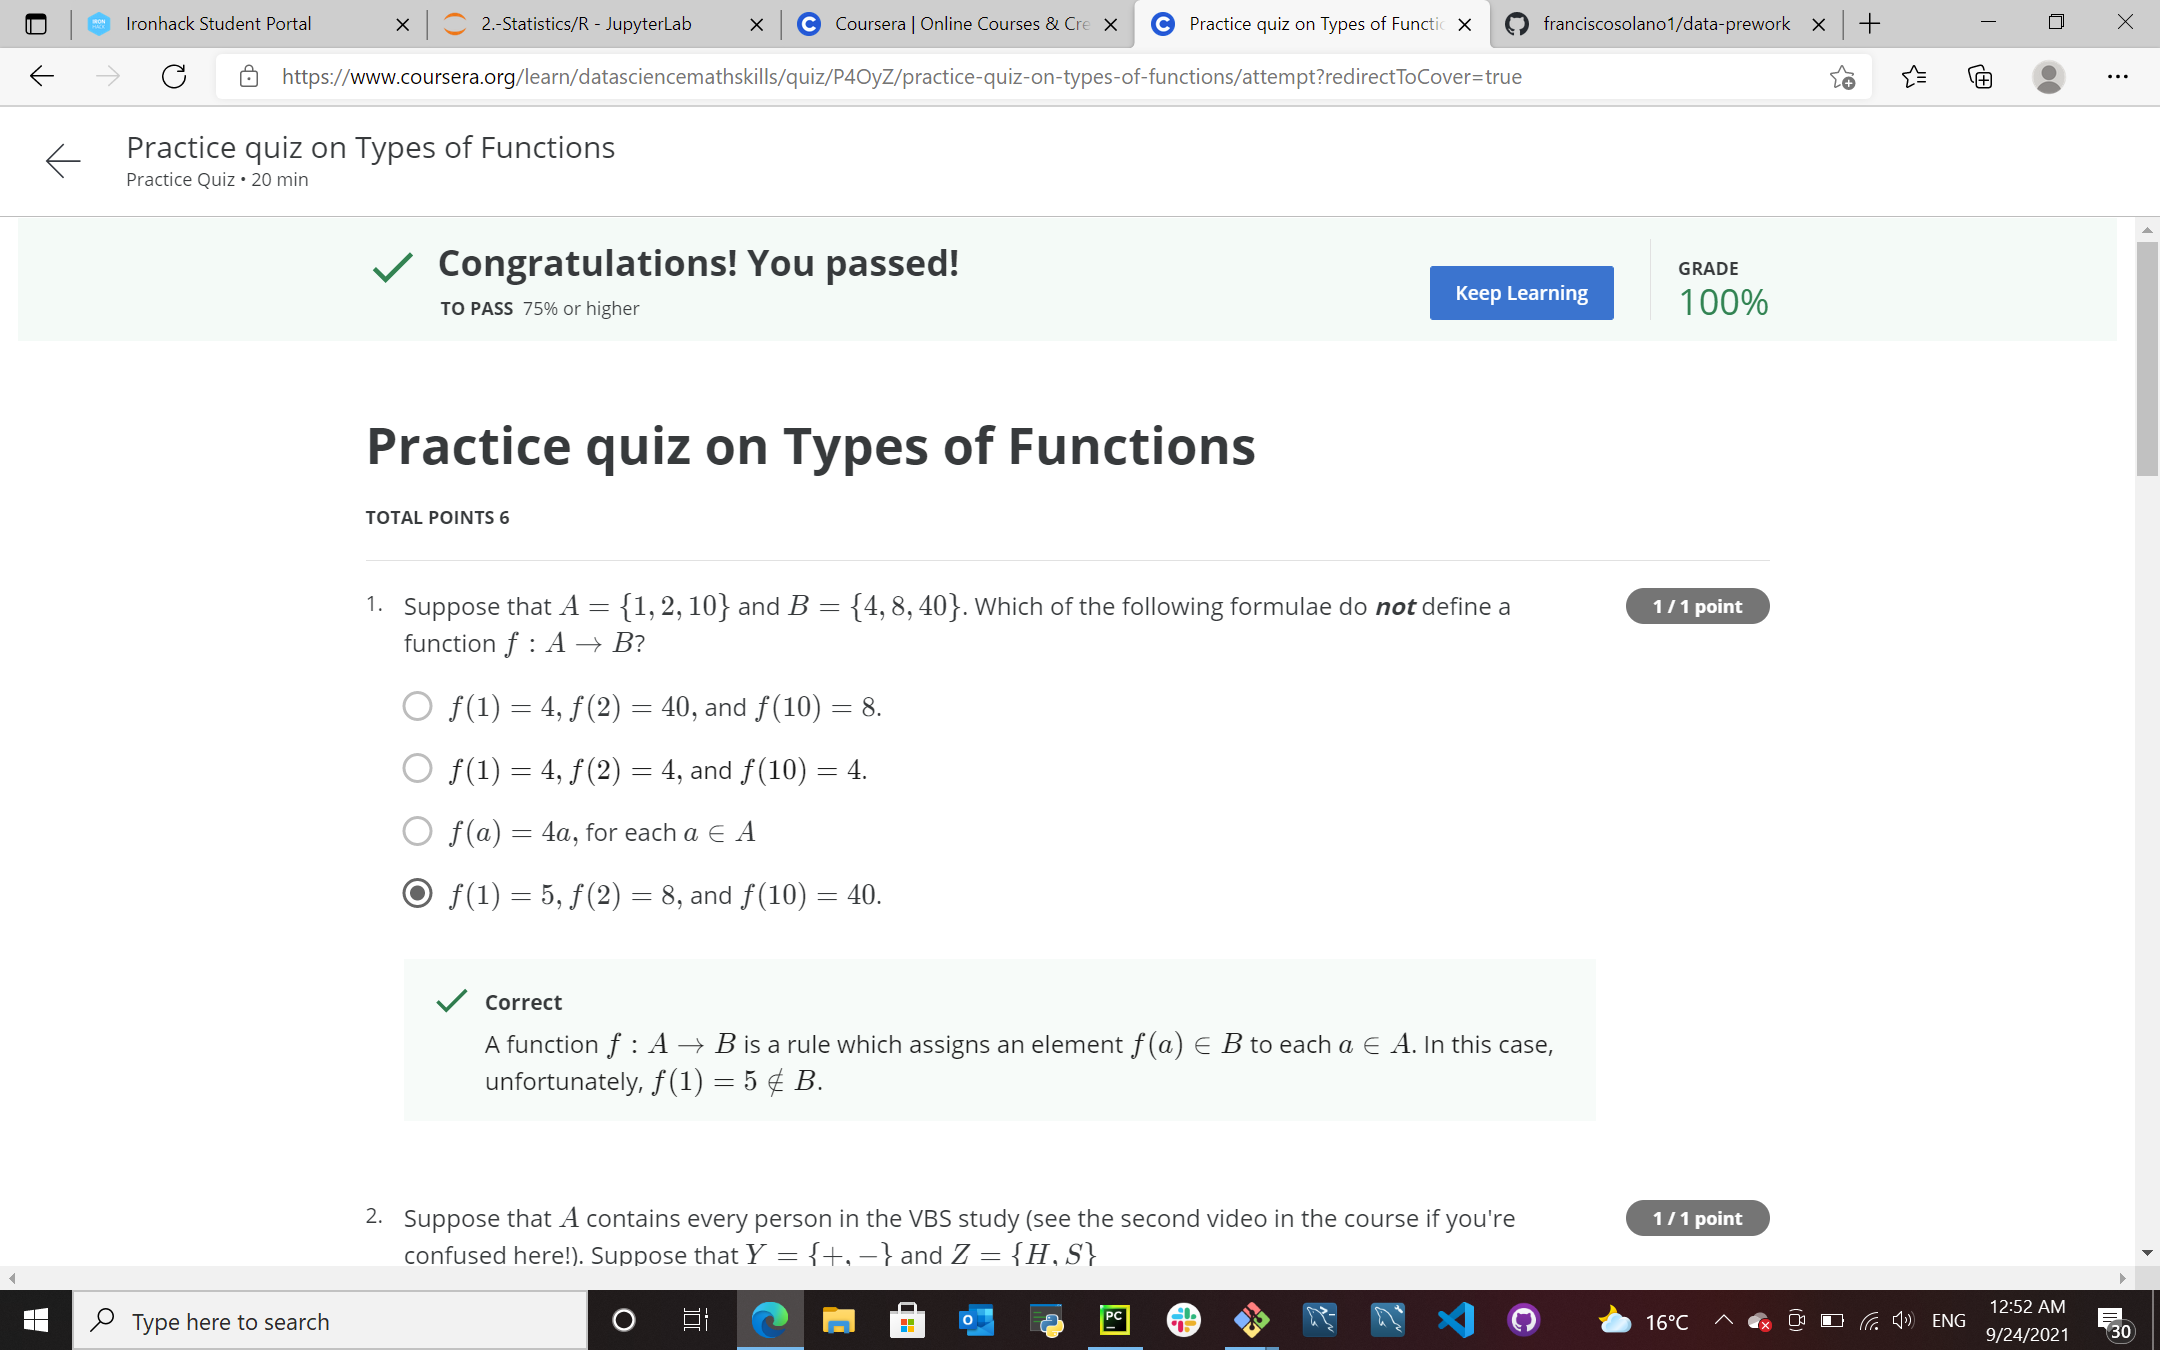 Ironhack Student Portal
2.-Statistics/R - JupyterLab
Coursera | Online Courses & Cre
Practice quiz on Types of Functio
franciscosolano1/data-prework
https://www.coursera.org/learn/datasciencemathskills/quiz/P4OyZ/practice-quiz-on-types-of-functions/attempt?redirectToCover=true
Practice quiz on Types of Functions
Practice Quiz • 20 min
Congratulations! You passed!
TO PASS 75% or higher
Keep Learning
GRADE
100%
Practice quiz on Types of Functions
TOTAL POINTS 6
1. Suppose that A = {1, 2, 10} and B = {4, 8, 40}. Which of the following formulae do not define a
function f : A → B?
1 / 1 point
f(1) = 4, f(2) = 40, and f(10) = 8.
f(1) = 4, f(2) = 4, and f(10) = 4.
f(a) = 4a, for each a ∈ A
f(1) = 5, f(2) = 8, and f(10) = 40.
Correct
A function f : A → B is a rule which assigns an element f(a) ∈ B to each a ∈ A. In this case,
unfortunately, f(1) = 5 ∉ B.
2. Suppose that A contains every person in the VBS study (see the second video in the course if you're
confused here!). Suppose that Y = {+, −} and Z = {H, S}
1 / 1 point
Type here to search
16°C
ENG
12:52 AM
9/24/2021
30